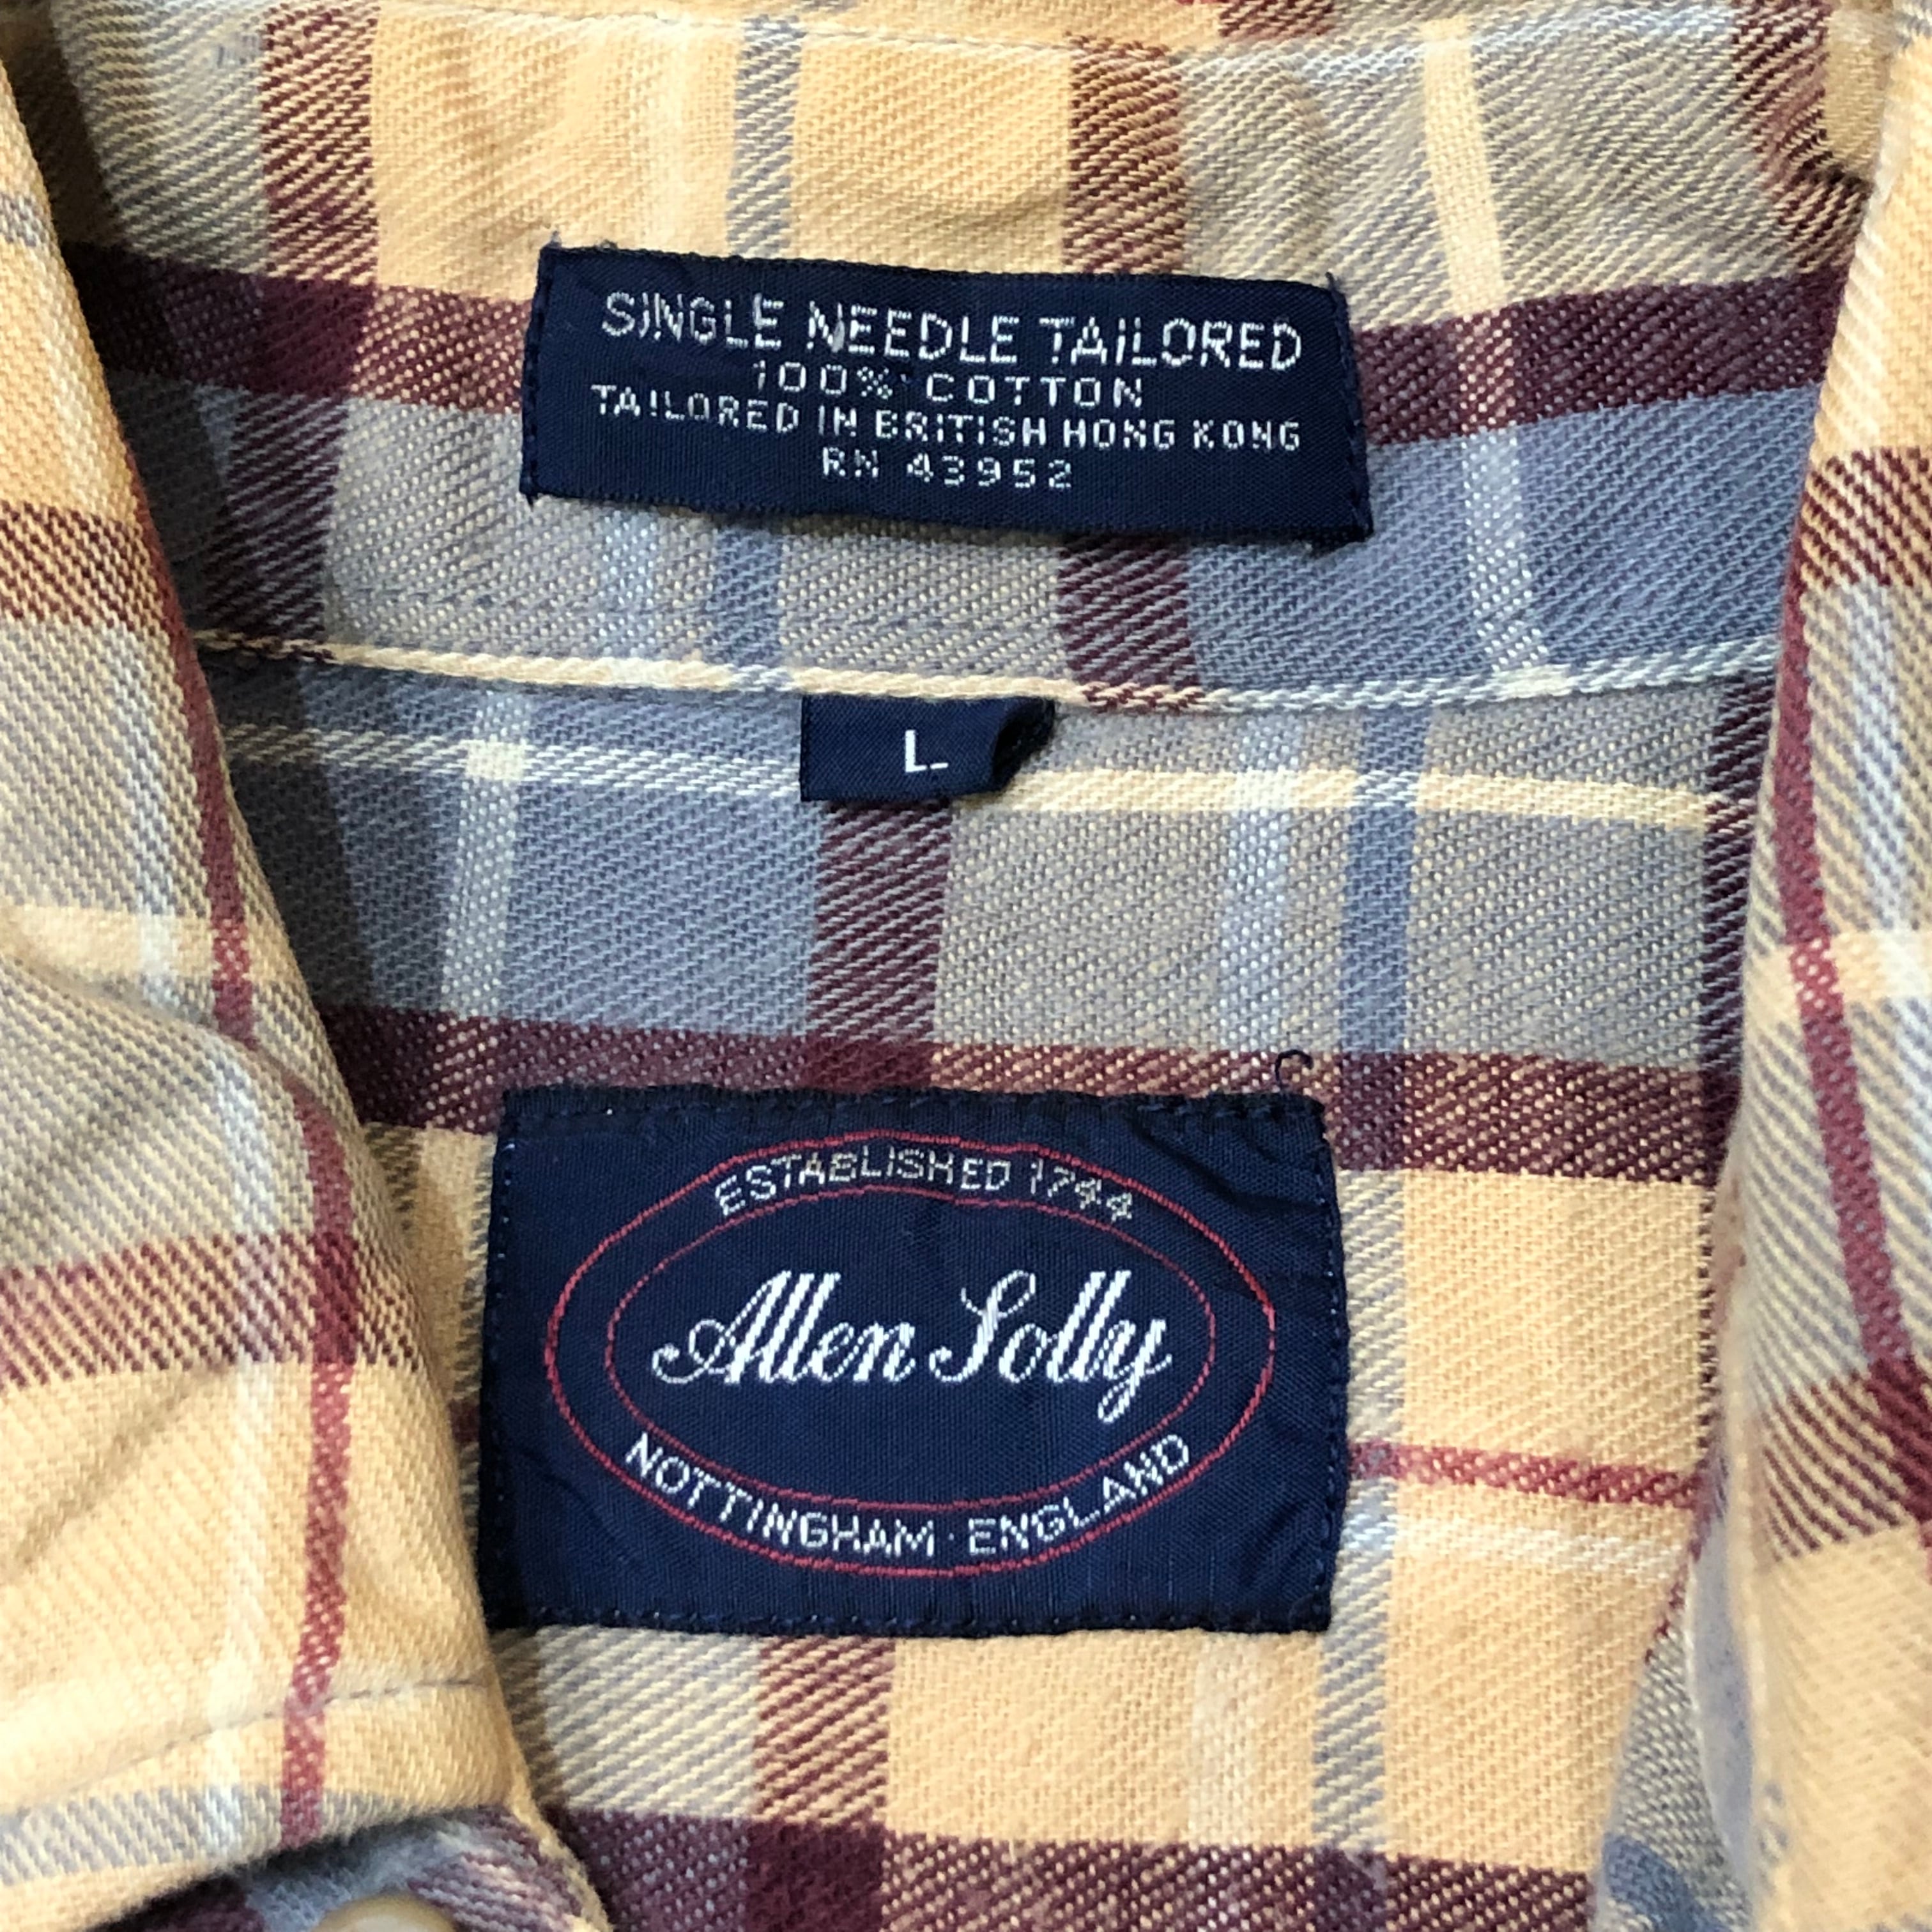 SINGLE NEEDLE TAILORED
100% COTTON
TAILORED IN BRITISH HONG KONG
RN 43952
L
ESTABLISHED 1744
Allen Solly
NOTTINGHAM · ENGLAND